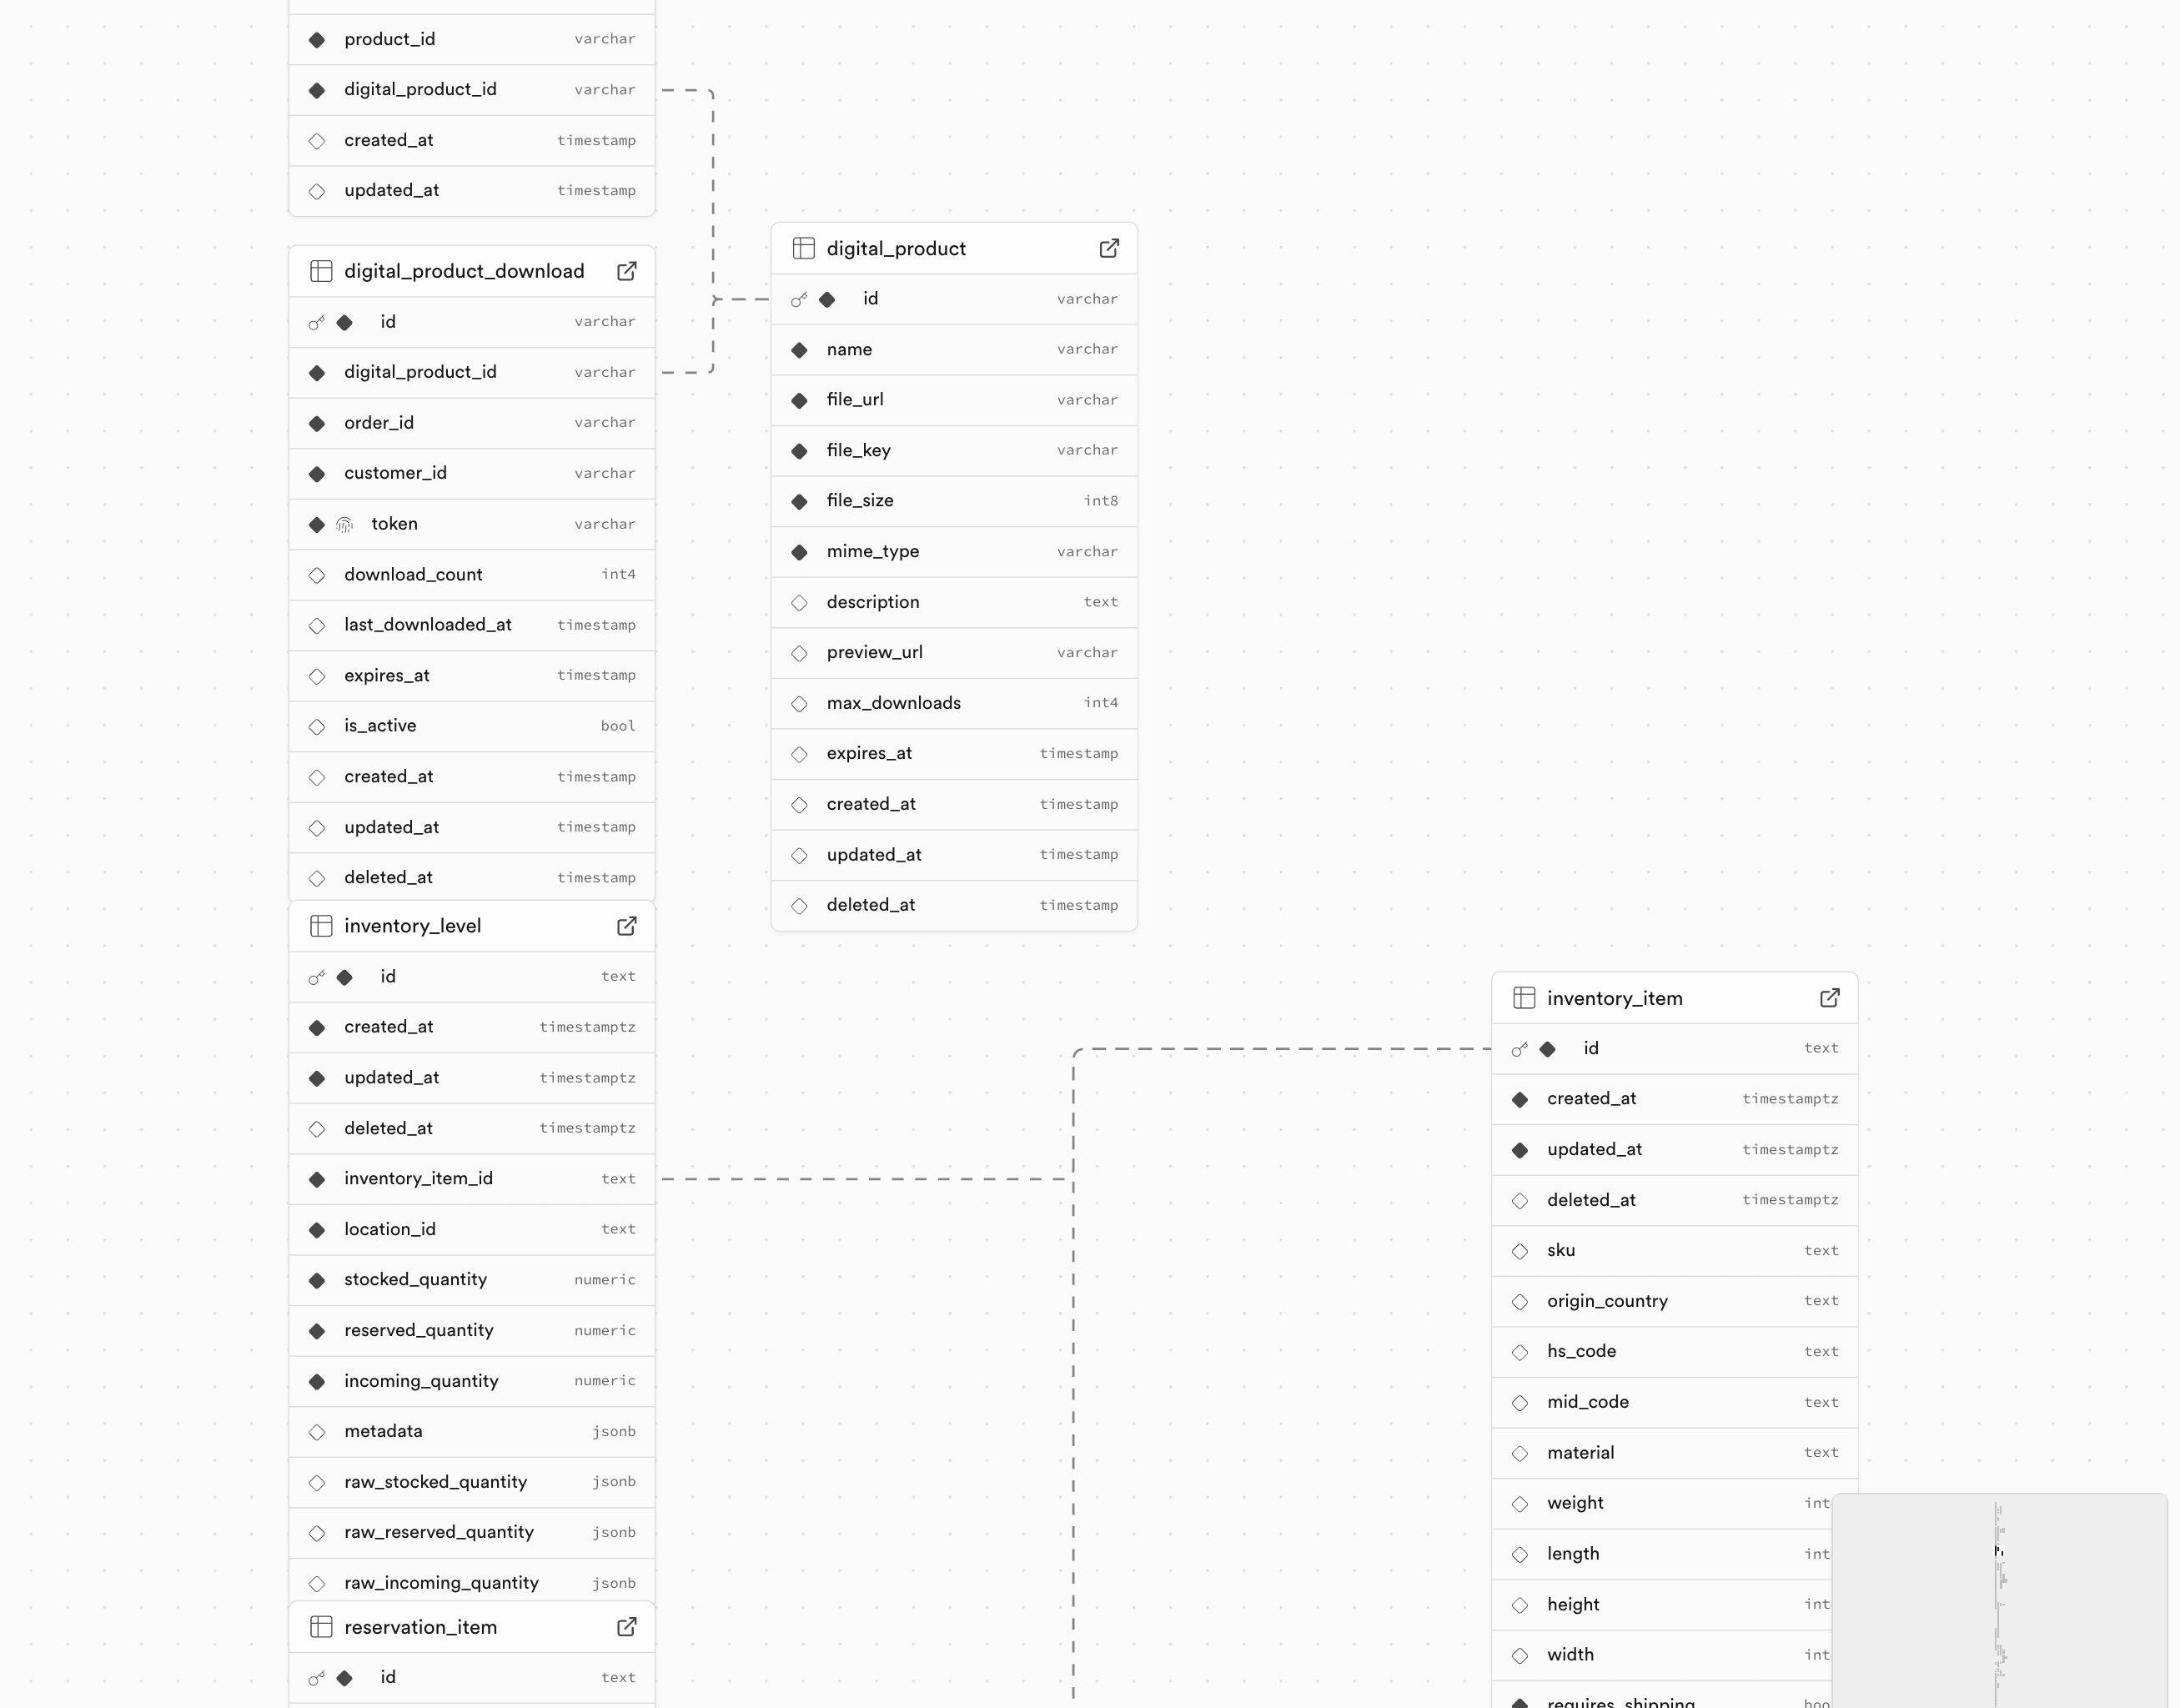 product_id varchar
digital_product_id varchar
created_at timestamp
updated_at timestamp
digital_product_download
id varchar
digital_product_id varchar
order_id varchar
customer_id varchar
token varchar
download_count int4
last_downloaded_at timestamp
expires_at timestamp
is_active bool
created_at timestamp
updated_at timestamp
deleted_at timestamp
digital_product
id varchar
name varchar
file_url varchar
file_key varchar
file_size int8
mime_type varchar
description text
preview_url varchar
max_downloads int4
expires_at timestamp
created_at timestamp
updated_at timestamp
deleted_at timestamp
inventory_level
id text
created_at timestamptz
updated_at timestamptz
deleted_at timestamptz
inventory_item_id text
location_id text
stocked_quantity numeric
reserved_quantity numeric
incoming_quantity numeric
metadata jsonb
raw_stocked_quantity jsonb
raw_reserved_quantity jsonb
raw_incoming_quantity jsonb
reservation_item
id text
inventory_item
id text
created_at timestamptz
updated_at timestamptz
deleted_at timestamptz
sku text
origin_country text
hs_code text
mid_code text
material text
weight int
length int
height int
width int
requires_shipping boo